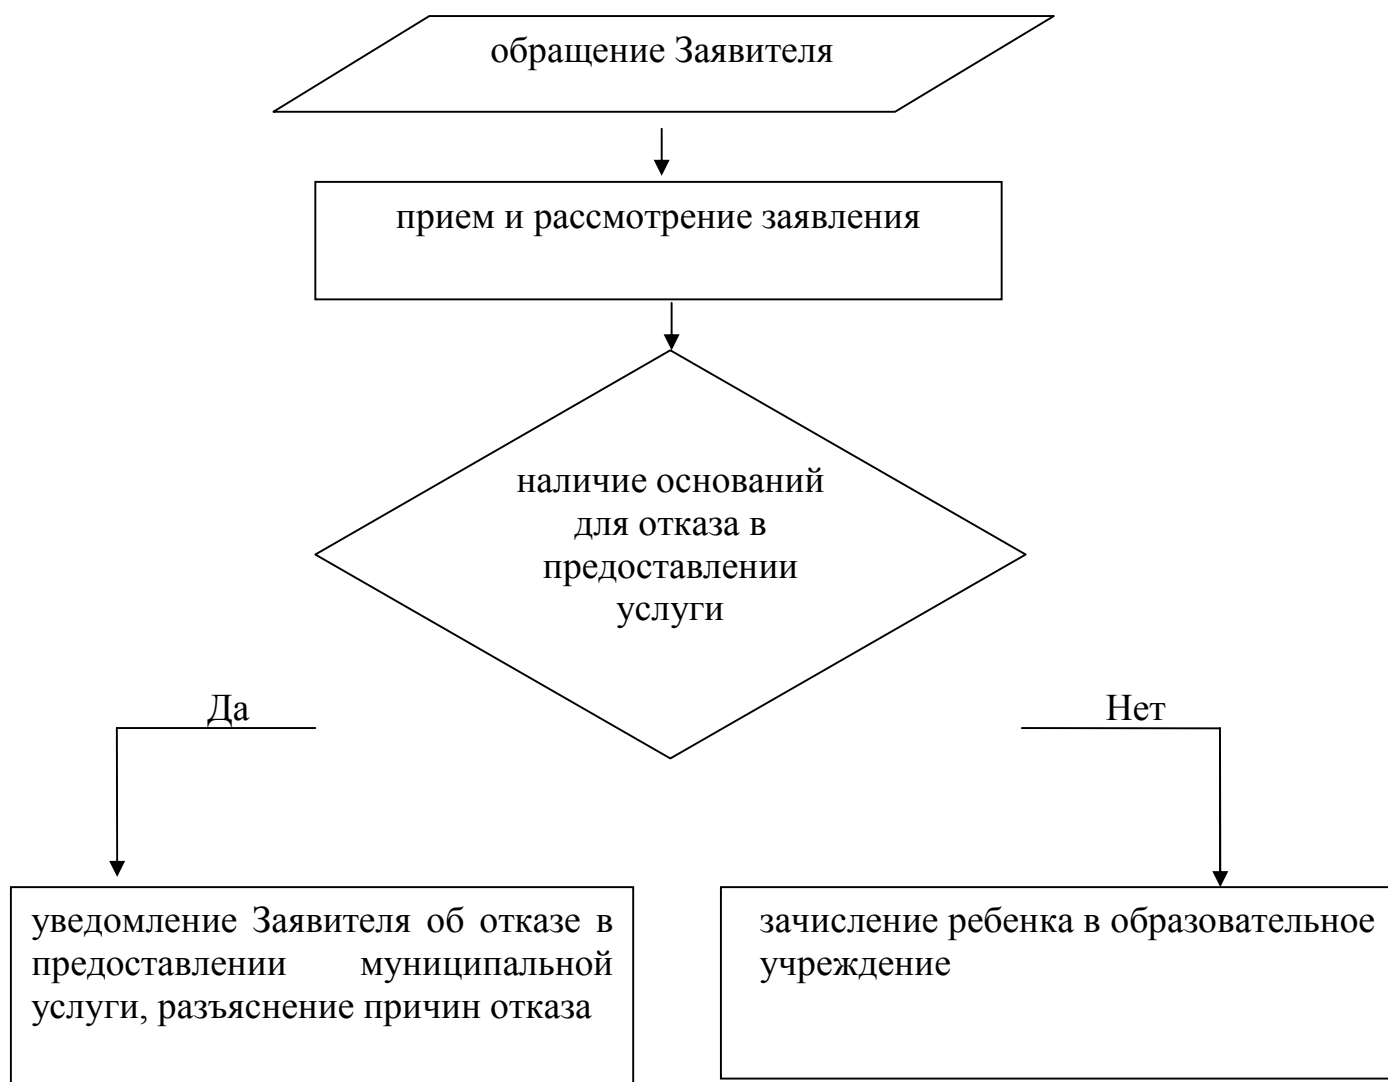 обращение Заявителя
прием и рассмотрение заявления
наличие оснований
для отказа в
предоставлении
услуги
Да
Нет
уведомление Заявителя об отказе в
предоставлении муниципальной
услуги, разъяснение причин отказа
зачисление ребенка в образовательное
учреждение